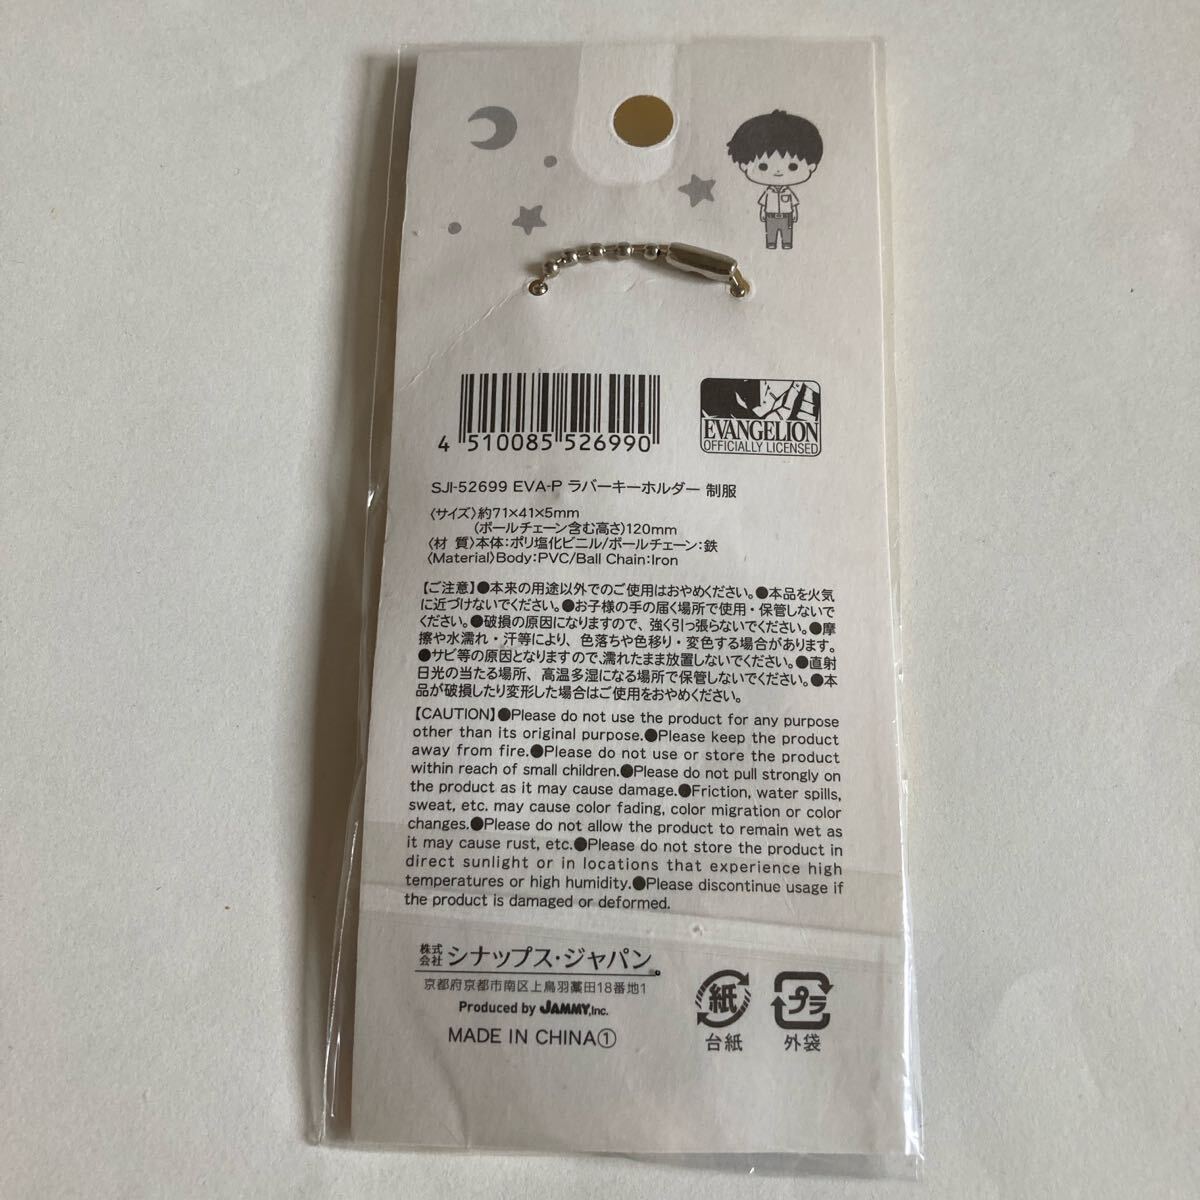 4 510085 526990
EVANGELION
OFFICIALLY LICENSED
SJI-52699 EVA-P ラバーキーホルダー 制服
〈サイズ〉約71×41×5mm
(ボールチェーン含む高さ)120mm
〈材 質〉本体:ポリ塩化ビニル/ボールチェーン:鉄
〈Material〉Body:PVC/Ball Chain:Iron
【ご注意】●本来の用途以外でのご使用はおやめください。●本品を火気
に近づけないでください。●お子様の手の届く場所で使用・保管しないで
ください。●破損の原因になりますので、強く引っ張らないでください。●摩
擦や水濡れ・汗等により、色落ちや色移り・変色する場合があります。
●サビ等の原因となりますので、濡れたまま放置しないでください。●直射
日光の当たる場所、高温多湿になる場所で保管しないでください。●本
品が破損したり変形した場合はご使用をおやめください。
【CAUTION】●Please do not use the product for any purpose
other than its original purpose.●Please keep the product
away from fire.●Please do not use or store the product
within reach of small children.●Please do not pull strongly on
the product as it may cause damage.●Friction, water spills,
sweat, etc. may cause color fading, color migration or color
changes.●Please do not allow the product to remain wet as
it may cause rust, etc.●Please do not store the product in
direct sunlight or in locations that experience high
temperatures or high humidity.●Please discontinue usage if
the product is damaged or deformed.
株式会社 シナップス・ジャパン
京都府京都市南区上鳥羽藁田18番地1
Produced by JAMMY,Inc.
MADE IN CHINA①
紙
台紙
プラ
外袋